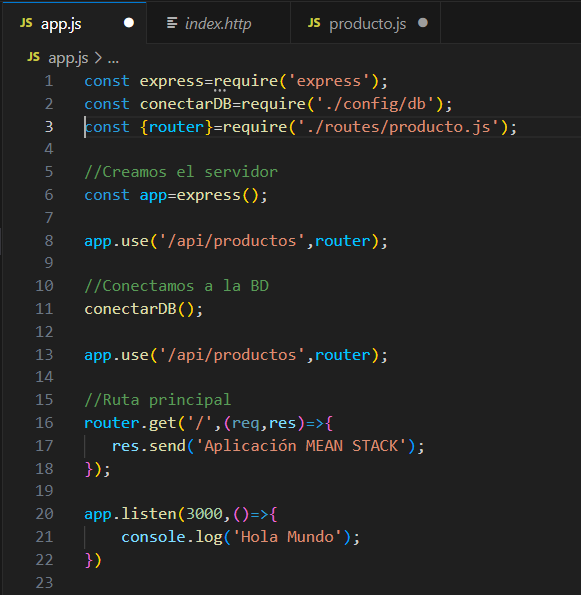 JS app.js
index.http
JS producto.js
JS app.js > ...
1 const express=require('express');
2 const conectarDB=require('./config/db');
3 const {router}=require('./routes/producto.js');
4
5 //Creamos el servidor
6 const app=express();
7
8 app.use('/api/productos',router);
9
10 //Conectamos a la BD
11 conectarDB();
12
13 app.use('/api/productos',router);
14
15 //Ruta principal
16 router.get('/',(req,res)=>{
17    res.send('Aplicación MEAN STACK');
18 });
19
20 app.listen(3000,()=>{
21     console.log('Hola Mundo');
22 })
23